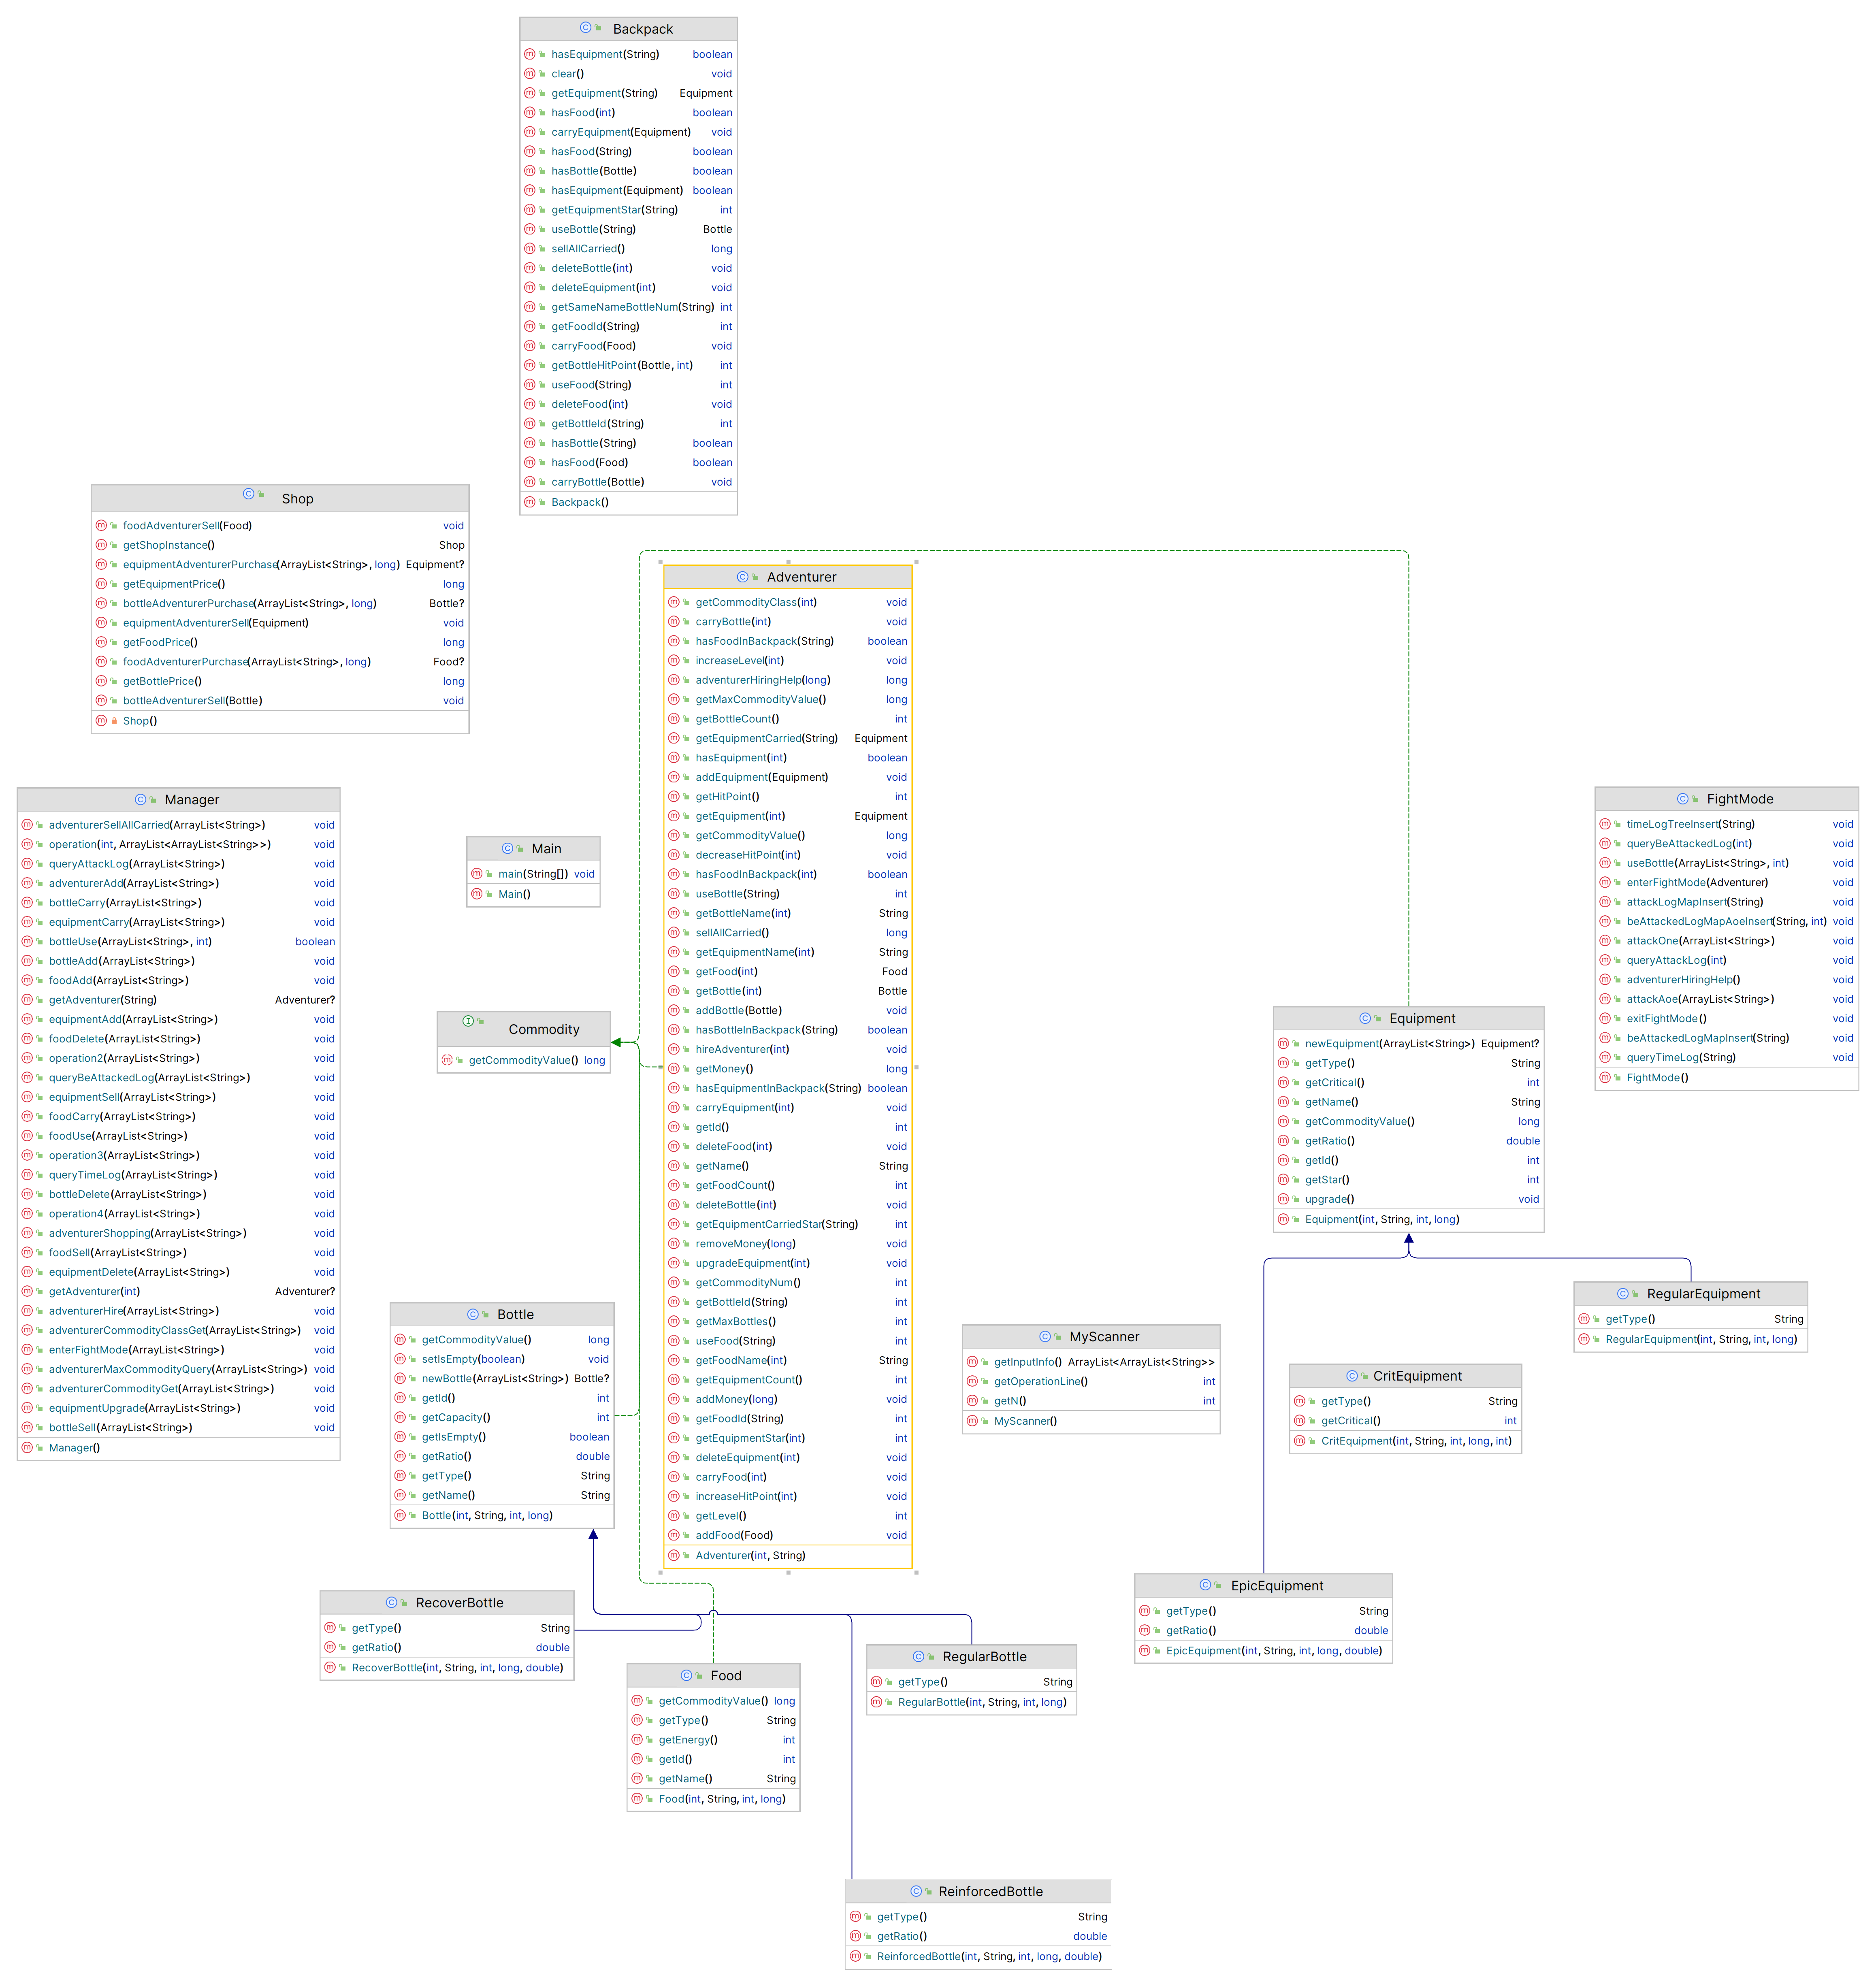 Backpack
hasEquipment(String) boolean
clear() void
getEquipment(String) Equipment
hasFood(int) boolean
carryEquipment(Equipment) void
hasFood(String) boolean
hasBottle(Bottle) boolean
hasEquipment(Equipment) boolean
getEquipmentStar(String) int
useBottle(String) Bottle
sellAllCarried() long
deleteBottle(int) void
deleteEquipment(int) void
getSameNameBottleNum(String) int
getFoodId(String) int
carryFood(Food) void
getBottleHitPoint(Bottle, int) int
useFood(String) int
deleteFood(int) void
getBottleId(String) int
hasBottle(String) boolean
hasFood(Food) boolean
carryBottle(Bottle) void
Backpack()
Shop
foodAdventurerSell(Food) void
getShopInstance() Shop
equipmentAdventurerPurchase(ArrayList<String>, long) Equipment?
getEquipmentPrice() long
bottleAdventurerPurchase(ArrayList<String>, long) Bottle?
equipmentAdventurerSell(Equipment) void
getFoodPrice() long
foodAdventurerPurchase(ArrayList<String>, long) Food?
getBottlePrice() long
bottleAdventurerSell(Bottle) void
Shop()
Adventurer
getCommodityClass(int) void
carryBottle(int) void
hasFoodInBackpack(String) boolean
increaseLevel(int) void
adventurerHiringHelp(long) long
getMaxCommodityValue() long
getBottleCount() int
getEquipmentCarried(String) Equipment
hasEquipment(int) boolean
addEquipment(Equipment) void
getHitPoint() int
getEquipment(int) Equipment
getCommodityValue() long
decreaseHitPoint(int) void
hasFoodInBackpack(int) boolean
useBottle(String) int
getBottleName(int) String
sellAllCarried() long
getEquipmentName(int) String
getFood(int) Food
getBottle(int) Bottle
addBottle(Bottle) void
hasBottleInBackpack(String) boolean
hireAdventurer(int) void
getMoney() long
hasEquipmentInBackpack(String) boolean
carryEquipment(int) void
getId() int
deleteFood(int) void
getName() String
getFoodCount() int
deleteBottle(int) void
getEquipmentCarriedStar(String) int
removeMoney(long) void
upgradeEquipment(int) void
getCommodityNum() int
getBottleId(String) int
getMaxBottles() int
useFood(String) int
getFoodName(int) String
getEquipmentCount() int
addMoney(long) void
getFoodId(String) int
getEquipmentStar(int) int
deleteEquipment(int) void
carryFood(int) void
increaseHitPoint(int) void
getLevel() int
addFood(Food) void
Adventurer(int, String)
Manager
adventurerSellAllCarried(ArrayList<String>) void
operation(int, ArrayList<ArrayList<String>>) void
queryAttackLog(ArrayList<String>) void
adventurerAdd(ArrayList<String>) void
bottleCarry(ArrayList<String>) void
equipmentCarry(ArrayList<String>) void
bottleUse(ArrayList<String>, int) boolean
bottleAdd(ArrayList<String>) void
foodAdd(ArrayList<String>) void
getAdventurer(String) Adventurer?
equipmentAdd(ArrayList<String>) void
foodDelete(ArrayList<String>) void
operation2(ArrayList<String>) void
queryBeAttackedLog(ArrayList<String>) void
equipmentSell(ArrayList<String>) void
foodCarry(ArrayList<String>) void
foodUse(ArrayList<String>) void
operation3(ArrayList<String>) void
queryTimeLog(ArrayList<String>) void
bottleDelete(ArrayList<String>) void
operation4(ArrayList<String>) void
adventurerShopping(ArrayList<String>) void
foodSell(ArrayList<String>) void
equipmentDelete(ArrayList<String>) void
getAdventurer(int) Adventurer?
adventurerHire(ArrayList<String>) void
adventurerCommodityClassGet(ArrayList<String>) void
enterFightMode(ArrayList<String>) void
adventurerMaxCommodityQuery(ArrayList<String>) void
adventurerCommodityGet(ArrayList<String>) void
equipmentUpgrade(ArrayList<String>) void
bottleSell(ArrayList<String>) void
Manager()
Main
main(String[]) void
Main()
FightMode
timeLogTreeInsert(String) void
queryBeAttackedLog(int) void
useBottle(ArrayList<String>, int) void
enterFightMode(Adventurer) void
attackLogMapInsert(String) void
beAttackedLogMapAoeInsert(String, int) void
attackOne(ArrayList<String>) void
queryAttackLog(int) void
adventurerHiringHelp() void
attackAoe(ArrayList<String>) void
exitFightMode() void
beAttackedLogMapInsert(String) void
queryTimeLog(String) void
FightMode()
Commodity
getCommodityValue() long
Equipment
newEquipment(ArrayList<String>) Equipment?
getType() String
getCritical() int
getName() String
getCommodityValue() long
getRatio() double
getId() int
getStar() int
upgrade() void
Equipment(int, String, int, long)
RegularEquipment
getType() String
RegularEquipment(int, String, int, long)
Bottle
getCommodityValue() long
setIsEmpty(boolean) void
newBottle(ArrayList<String>) Bottle?
getId() int
getCapacity() int
getIsEmpty() boolean
getRatio() double
getType() String
getName() String
Bottle(int, String, int, long)
MyScanner
getInputInfo() ArrayList<ArrayList<String>>
getOperationLine() int
getN() int
MyScanner()
CritEquipment
getType() String
getCritical() int
CritEquipment(int, String, int, long, int)
EpicEquipment
getType() String
getRatio() double
EpicEquipment(int, String, int, long, double)
RecoverBottle
getType() String
getRatio() double
RecoverBottle(int, String, int, long, double)
RegularBottle
getType() String
RegularBottle(int, String, int, long)
Food
getCommodityValue() long
getType() String
getEnergy() int
getId() int
getName() String
Food(int, String, int, long)
ReinforcedBottle
getType() String
getRatio() double
ReinforcedBottle(int, String, int, long, double)